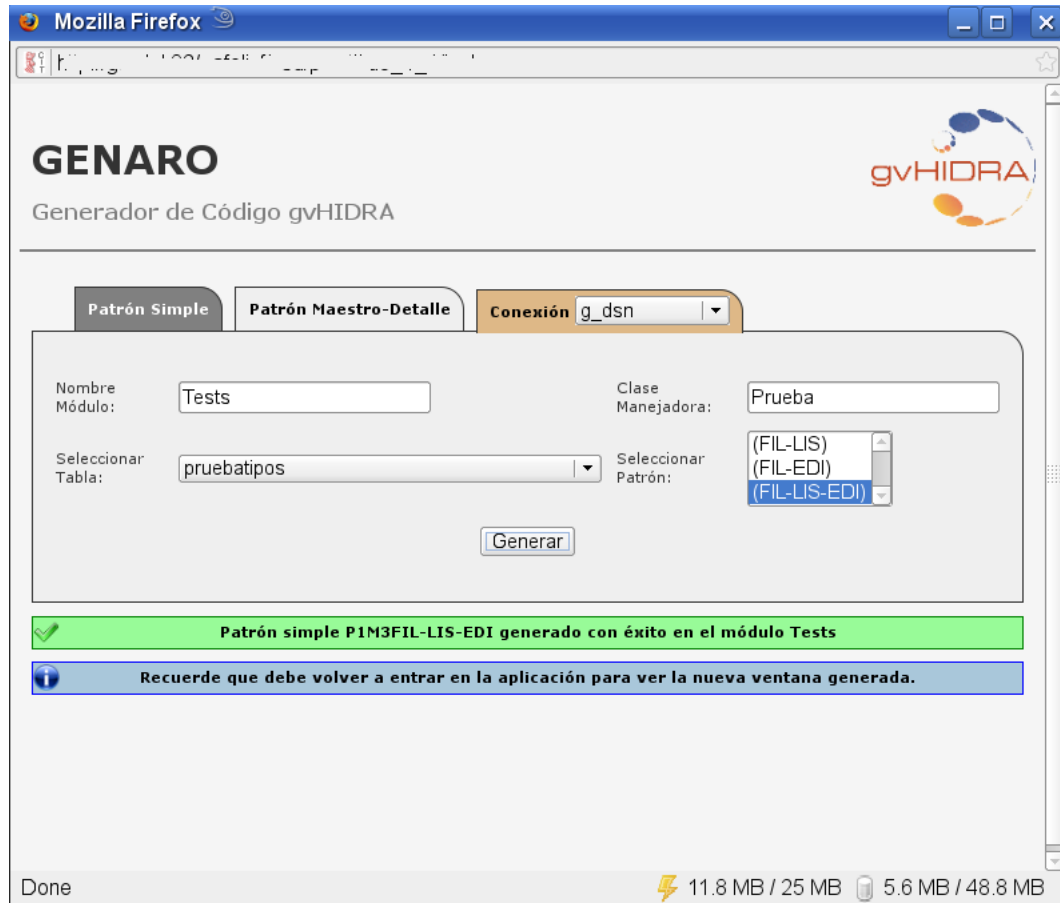 Mozilla Firefox
GENARO
gvHIDRA
Generador de Código gvHIDRA
Patrón Simple
Patrón Maestro-Detalle
Conexión g_dsn
Nombre Módulo: Tests
Clase Manejadora: Prueba
Seleccionar Tabla: pruebatipos
Seleccionar Patrón:
(FIL-LIS)
(FIL-EDI)
(FIL-LIS-EDI)
Generar
Patrón simple P1M3FIL-LIS-EDI generado con éxito en el módulo Tests
Recuerde que debe volver a entrar en la aplicación para ver la nueva ventana generada.
Done
11.8 MB / 25 MB
5.6 MB / 48.8 MB